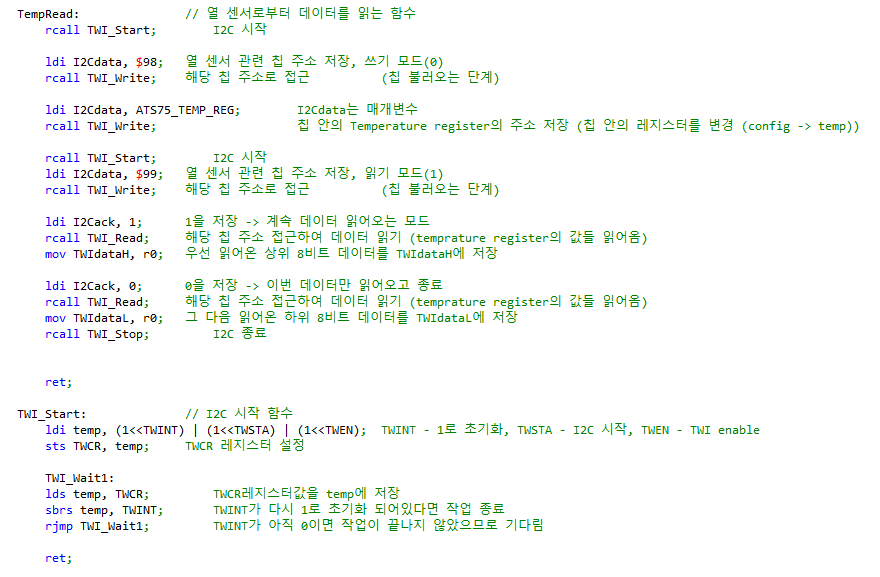 TempRead: // 열 센서로부터 데이터를 읽는 함수
rcall TWI_Start; I2C 시작
ldi I2Cdata, $98; 열 센서 관련 칩 주소 저장, 쓰기 모드(0)
rcall TWI_Write; 해당 칩 주소로 접근 (칩 불러오는 단계)
ldi I2Cdata, ATS75_TEMP_REG; I2Cdata는 매개변수
rcall TWI_Write; 칩 안의 Temperature register의 주소 저장 (칩 안의 레지스터를 변경 (config -> temp))
rcall TWI_Start; I2C 시작
ldi I2Cdata, $99; 열 센서 관련 칩 주소 저장, 읽기 모드(1)
rcall TWI_Write; 해당 칩 주소로 접근 (칩 불러오는 단계)
ldi I2Cack, 1; 1을 저장 -> 계속 데이터 읽어오는 모드
rcall TWI_Read; 해당 칩 주소 접근하여 데이터 읽기 (temprature register의 값들 읽어옴)
mov TWIdataH, r0; 우선 읽어온 상위 8비트 데이터를 TWIdataH에 저장
ldi I2Cack, 0; 0을 저장 -> 이번 데이터만 읽어오고 종료
rcall TWI_Read; 해당 칩 주소 접근하여 데이터 읽기 (temprature register의 값들 읽어옴)
mov TWIdataL, r0; 그 다음 읽어온 하위 8비트 데이터를 TWIdataL에 저장
rcall TWI_Stop; I2C 종료
ret;
TWI_Start: // I2C 시작 함수
ldi temp, (1<<TWINT) | (1<<TWSTA) | (1<<TWEN); TWINT - 1로 초기화, TWSTA - I2C 시작, TWEN - TWI enable
sts TWCR, temp; TWCR 레지스터 설정
TWI_Wait1:
lds temp, TWCR; TWCR레지스터값을 temp에 저장
sbrs temp, TWINT; TWINT가 다시 1로 초기화 되어있다면 작업 종료
rjmp TWI_Wait1; TWINT가 아직 0이면 작업이 끝나지 않았으므로 기다림
ret;